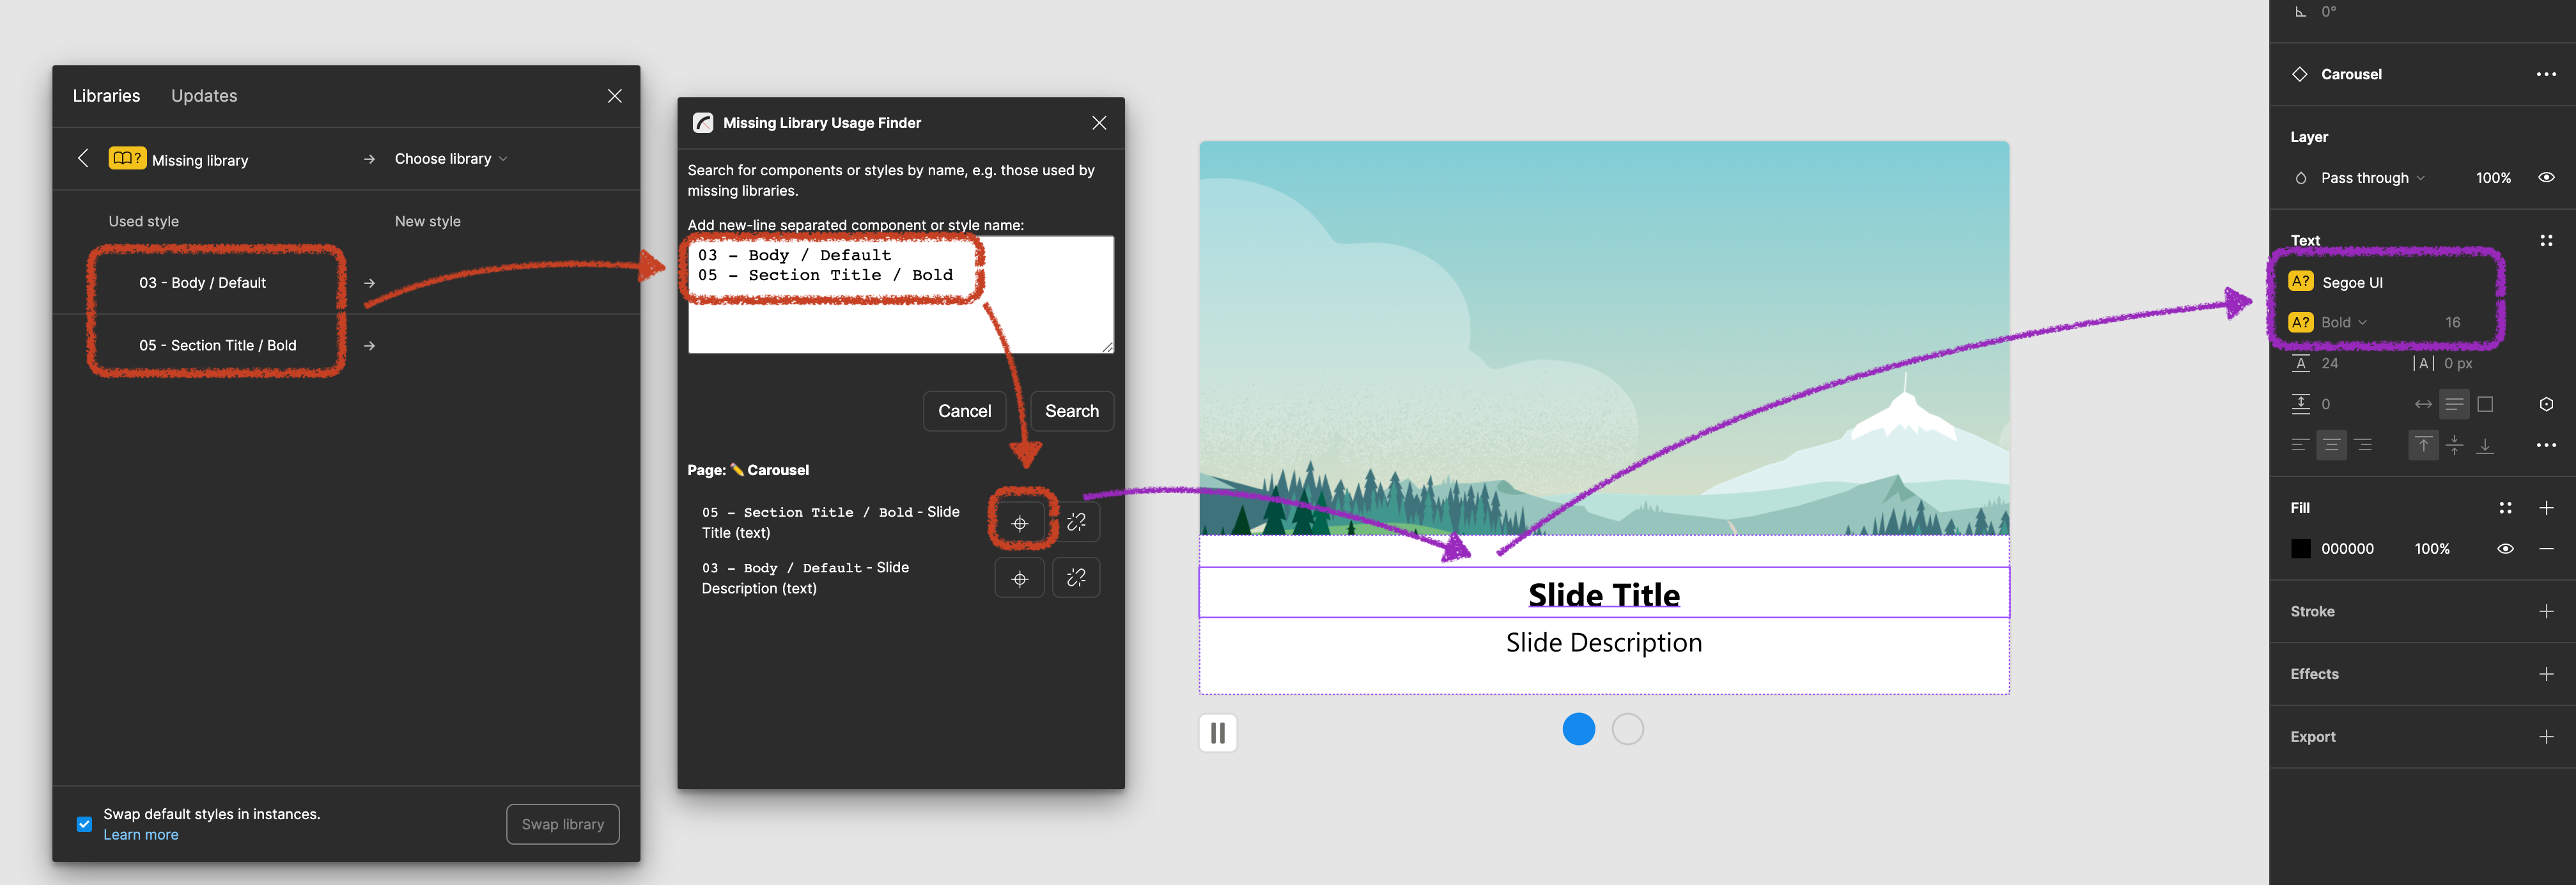 Libraries Updates
? Missing library Choose library
Used style New style
03 - Body / Default
05 - Section Title / Bold
Swap default styles in instances.
Learn more
Swap library
Missing Library Usage Finder
Search for components or styles by name, e.g. those used by
missing libraries.
Add new-line separated component or style name:
03 - Body / Default
05 - Section Title / Bold
Cancel Search
Page: ✏️ Carousel
05 - Section Title / Bold - Slide
Title (text)
03 - Body / Default - Slide
Description (text)
Slide Title
Slide Description
0°
Carousel
Layer
Pass through 100%
Text
A? Segoe UI
A? Bold 16
A 24 |A| 0 px
0
Fill
000000 100%
Stroke
Effects
Export